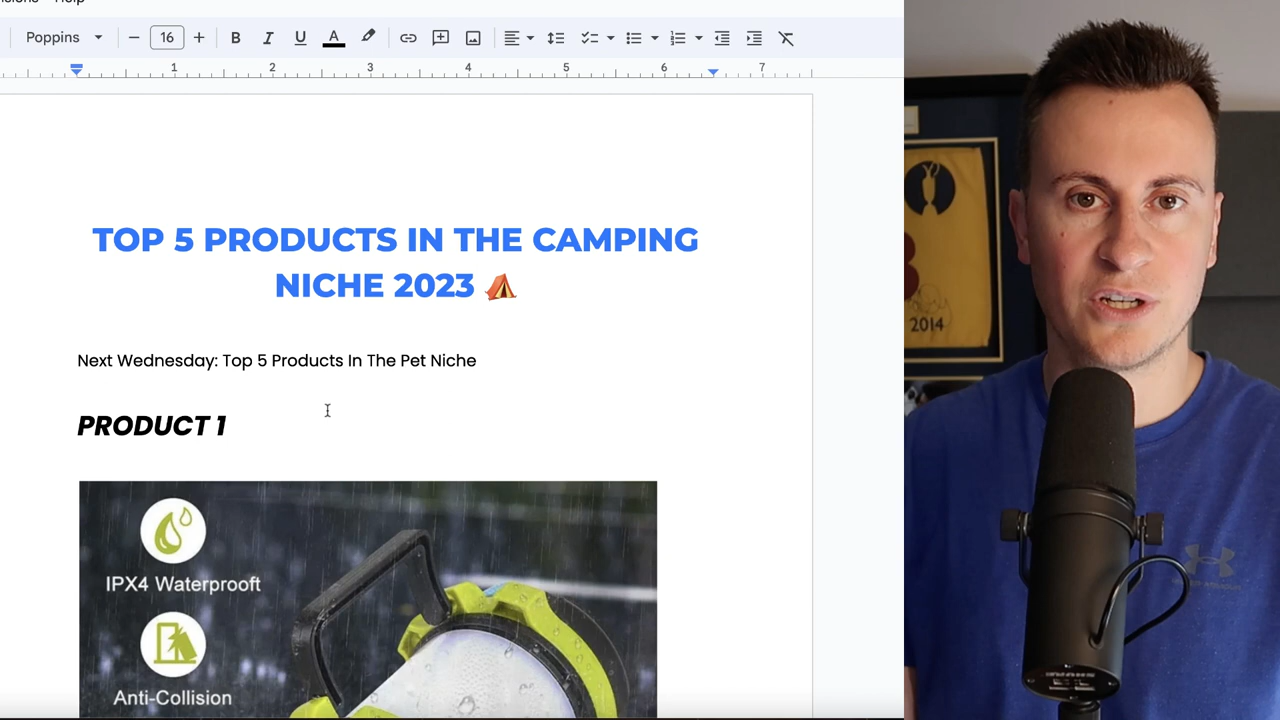 Poppins
16
B I U A
1 2 3 4 5 6 7
TOP 5 PRODUCTS IN THE CAMPING
NICHE 2023
Next Wednesday: Top 5 Products In The Pet Niche
PRODUCT 1
IPX4 Waterprooft
Anti-Collision
2014